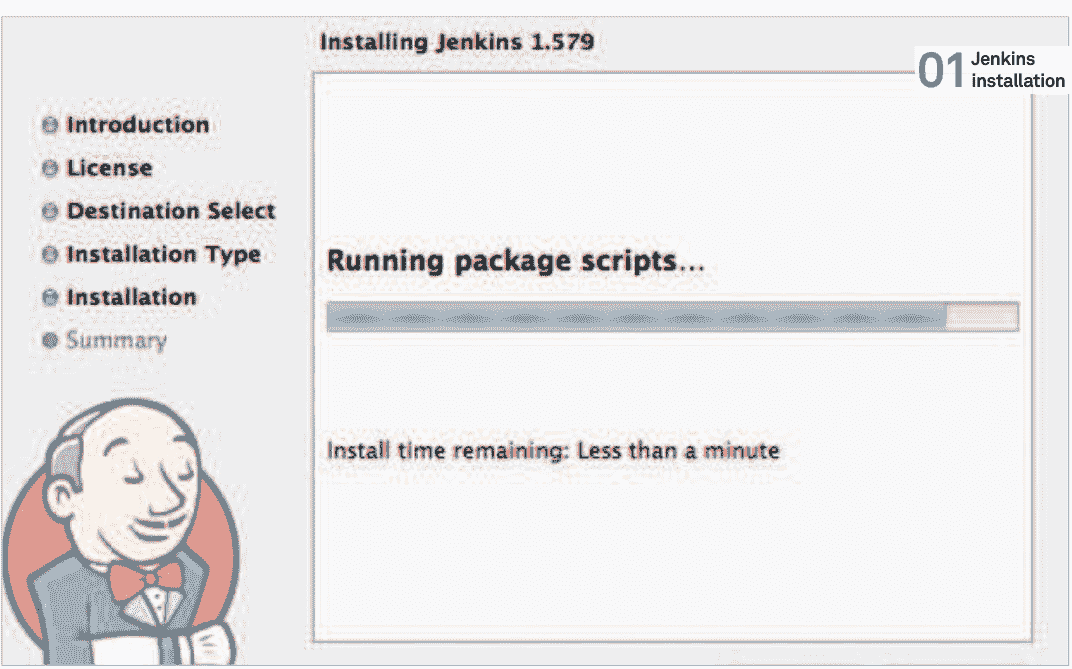 Installing Jenkins 1.579
01 Jenkins
installation
Introduction
License
Destination Select
Installation Type
Installation
Summary
Running package scripts...
Install time remaining: Less than a minute